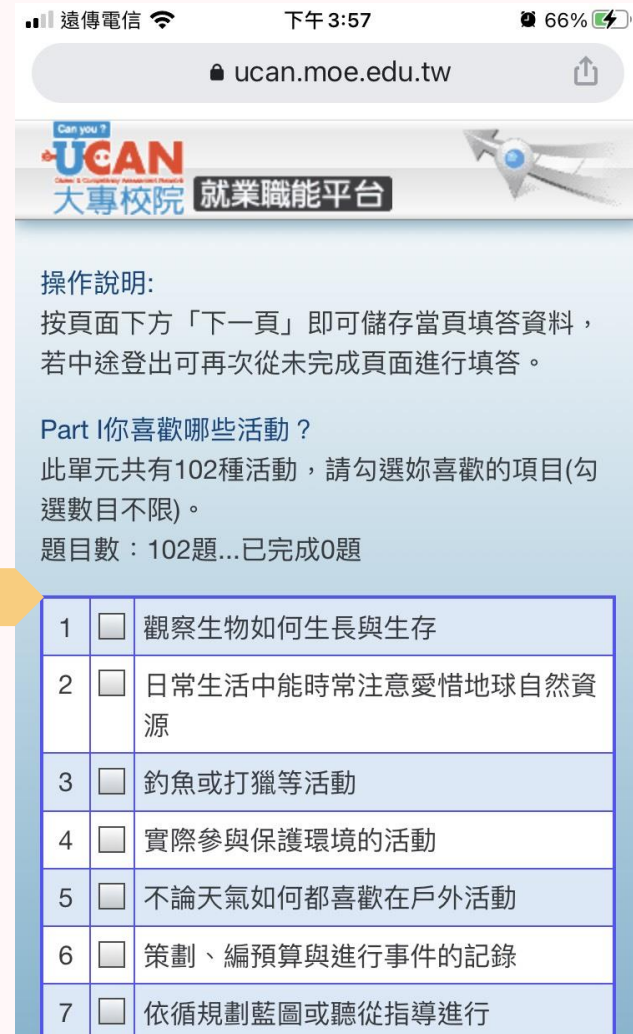 遠傳電信 下午3:57 66%
ucan.moe.edu.tw
Can you ?
UCAN
大專校院 就業職能平台
操作說明:
按頁面下方「下一頁」即可儲存當頁填答資料，
若中途登出可再次從未完成頁面進行填答。
Part I你喜歡哪些活動？
此單元共有102種活動，請勾選妳喜歡的項目(勾
選數目不限)。
題目數：102題...已完成0題
1 觀察生物如何生長與生存
2 日常生活中能時常注意愛惜地球自然資
源
3 釣魚或打獵等活動
4 實際參與保護環境的活動
5 不論天氣如何都喜歡在戶外活動
6 策劃、編預算與進行事件的記錄
7 依循規劃藍圖或聽從指導進行